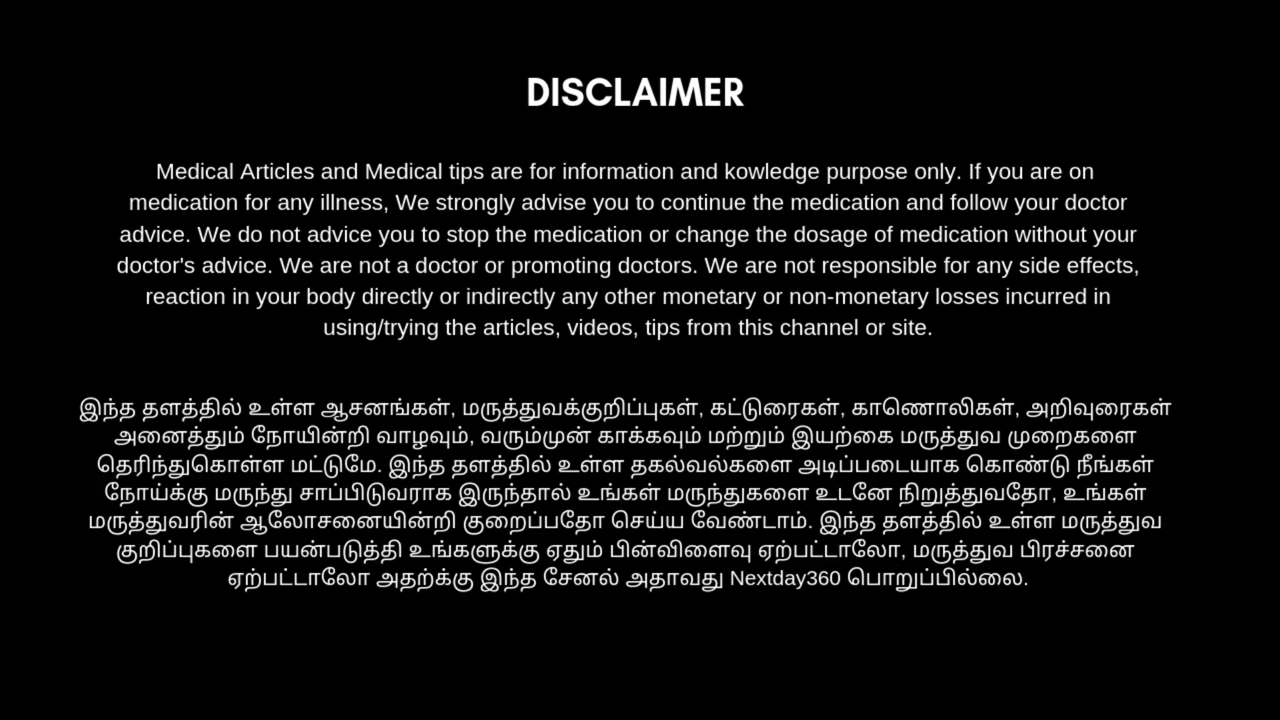 DISCLAIMER
Medical Articles and Medical tips are for information and kowledge purpose only. If you are on
medication for any illness, We strongly advise you to continue the medication and follow your doctor
advice. We do not advice you to stop the medication or change the dosage of medication without your
doctor's advice. We are not a doctor or promoting doctors. We are not responsible for any side effects,
reaction in your body directly or indirectly any other monetary or non-monetary losses incurred in
using/trying the articles, videos, tips from this channel or site.
இந்த தளத்தில் உள்ள ஆசனங்கள், மருத்துவக்குறிப்புகள், கட்டுரைகள், காணொலிகள், அறிவுரைகள்
அனைத்தும் நோயின்றி வாழவும், வரும்முன் காக்கவும் மற்றும் இயற்கை மருத்துவ முறைகளை
தெரிந்துகொள்ள மட்டுமே. இந்த தளத்தில் உள்ள தகல்வல்களை அடிப்படையாக கொண்டு நீங்கள்
நோய்க்கு மருந்து சாப்பிடுவராக இருந்தால் உங்கள் மருந்துகளை உடனே நிறுத்துவதோ, உங்கள்
மருத்துவரின் ஆலோசனையின்றி குறைப்பதோ செய்ய வேண்டாம். இந்த தளத்தில் உள்ள மருத்துவ
குறிப்புகளை பயன்படுத்தி உங்களுக்கு ஏதும் பின்விளைவு ஏற்பட்டாலோ, மருத்துவ பிரச்சனை
ஏற்பட்டாலோ அதற்க்கு இந்த சேனல் அதாவது Nextday360 பொறுப்பில்லை.